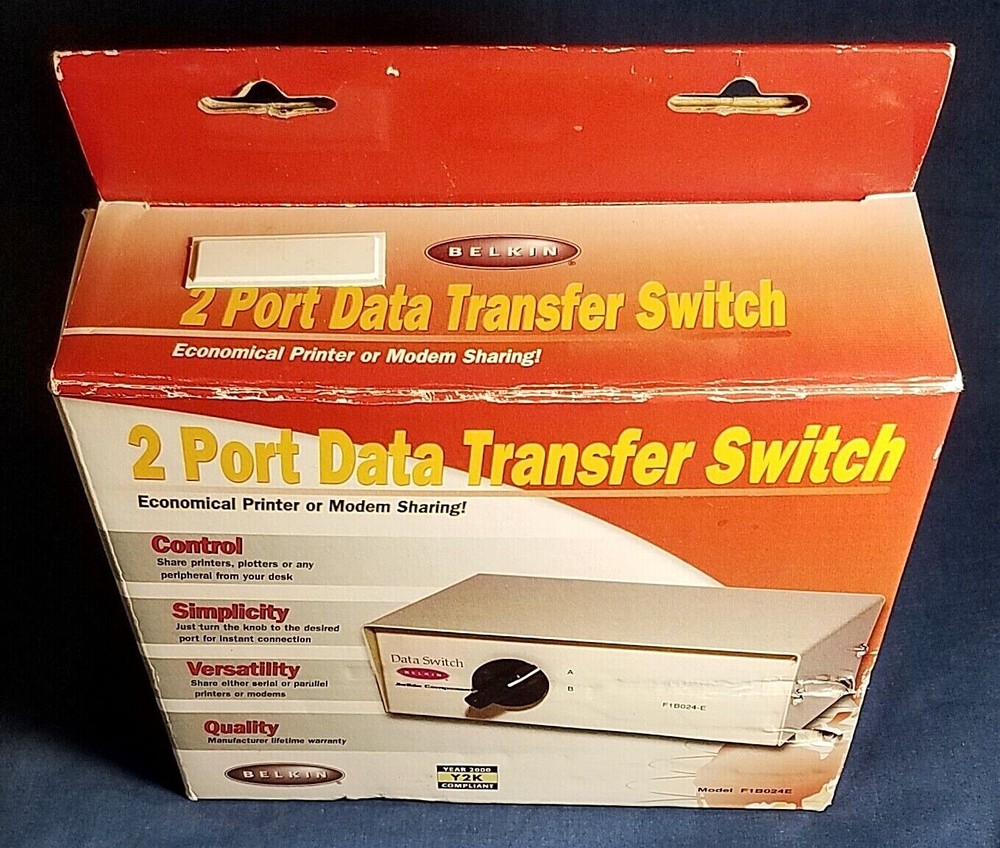 BELKIN
2 Port Data Transfer Switch
Economical Printer or Modem Sharing!
2 Port Data Transfer Switch
Economical Printer or Modem Sharing!
Control
Share printers, plotters or any
peripheral from your desk
Simplicity
Just turn the knob to the desired
port for instant connection
Versatility
Share either serial or parallel
printers or modems
Quality
Manufacturer lifetime warranty
Data Switch
BELKIN
A
B
F1B024-E
BELKIN
YEAR 2000
Y2K
COMPLIANT
Model F1B024E